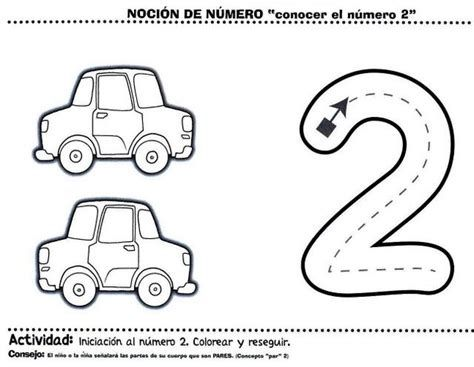 NOCIÓN DE NÚMERO "conocer el número 2"
2
Actividad: Iniciación al número 2. Colorear y reseguir.
Consejo: El niño o la niña señalará las partes de su cuerpo que son PARES. (Concepto "par" 2)